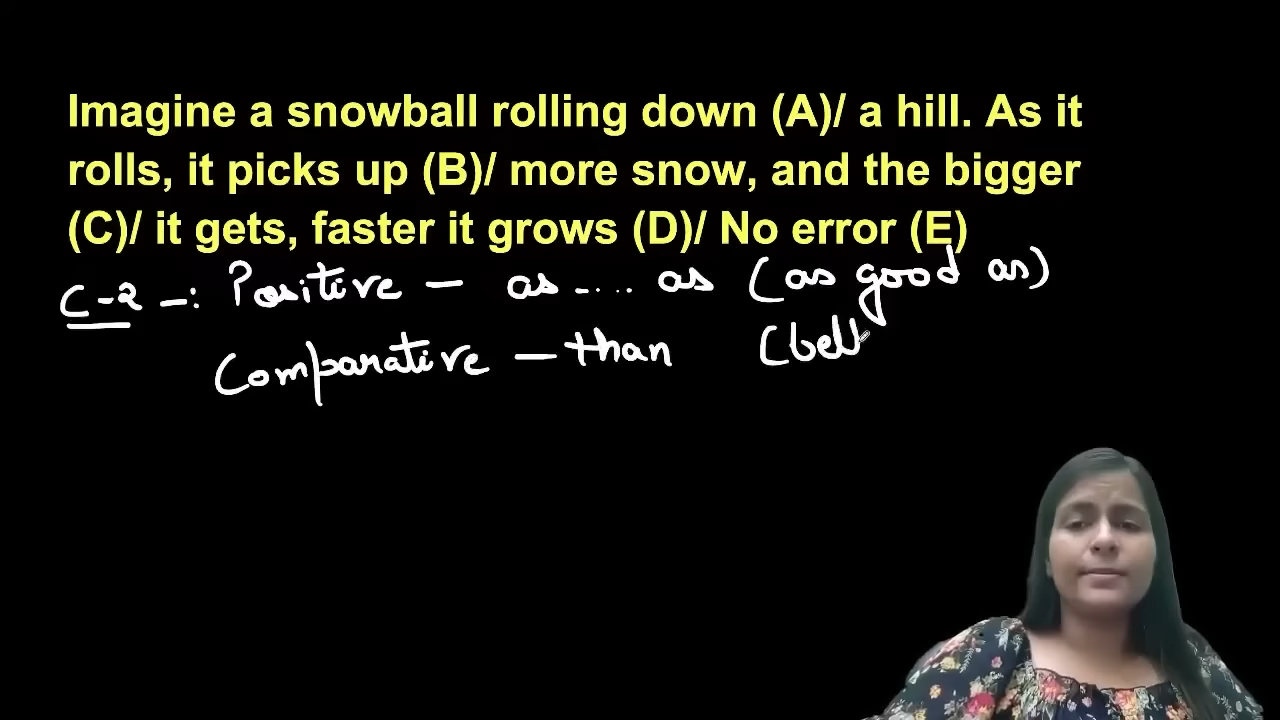 Imagine a snowball rolling down (A)/ a hill. As it
rolls, it picks up (B)/ more snow, and the bigger
(C)/ it gets, faster it grows (D)/ No error (E)
C-2 -: Positive - as .... as (as good as)
Comparative - than (bett